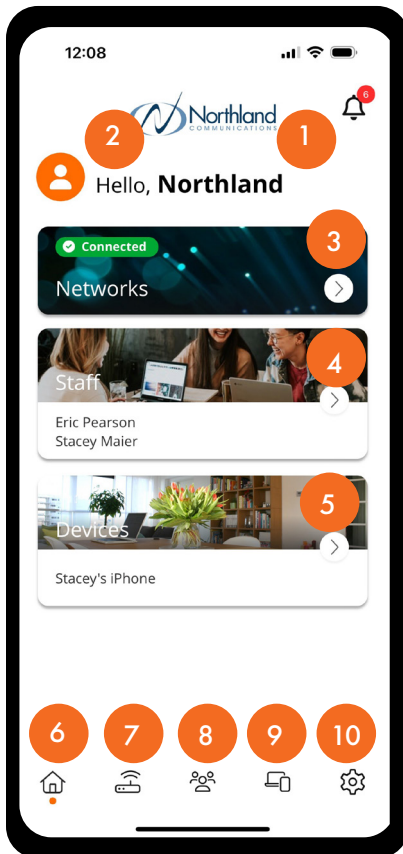 12:08
6
Northland
COMMUNICATIONS
2
1
Hello, Northland
3
Connected
Networks
4
Staff
Eric Pearson
Stacey Maier
5
Devices
Stacey's iPhone
6 7 8 9 10